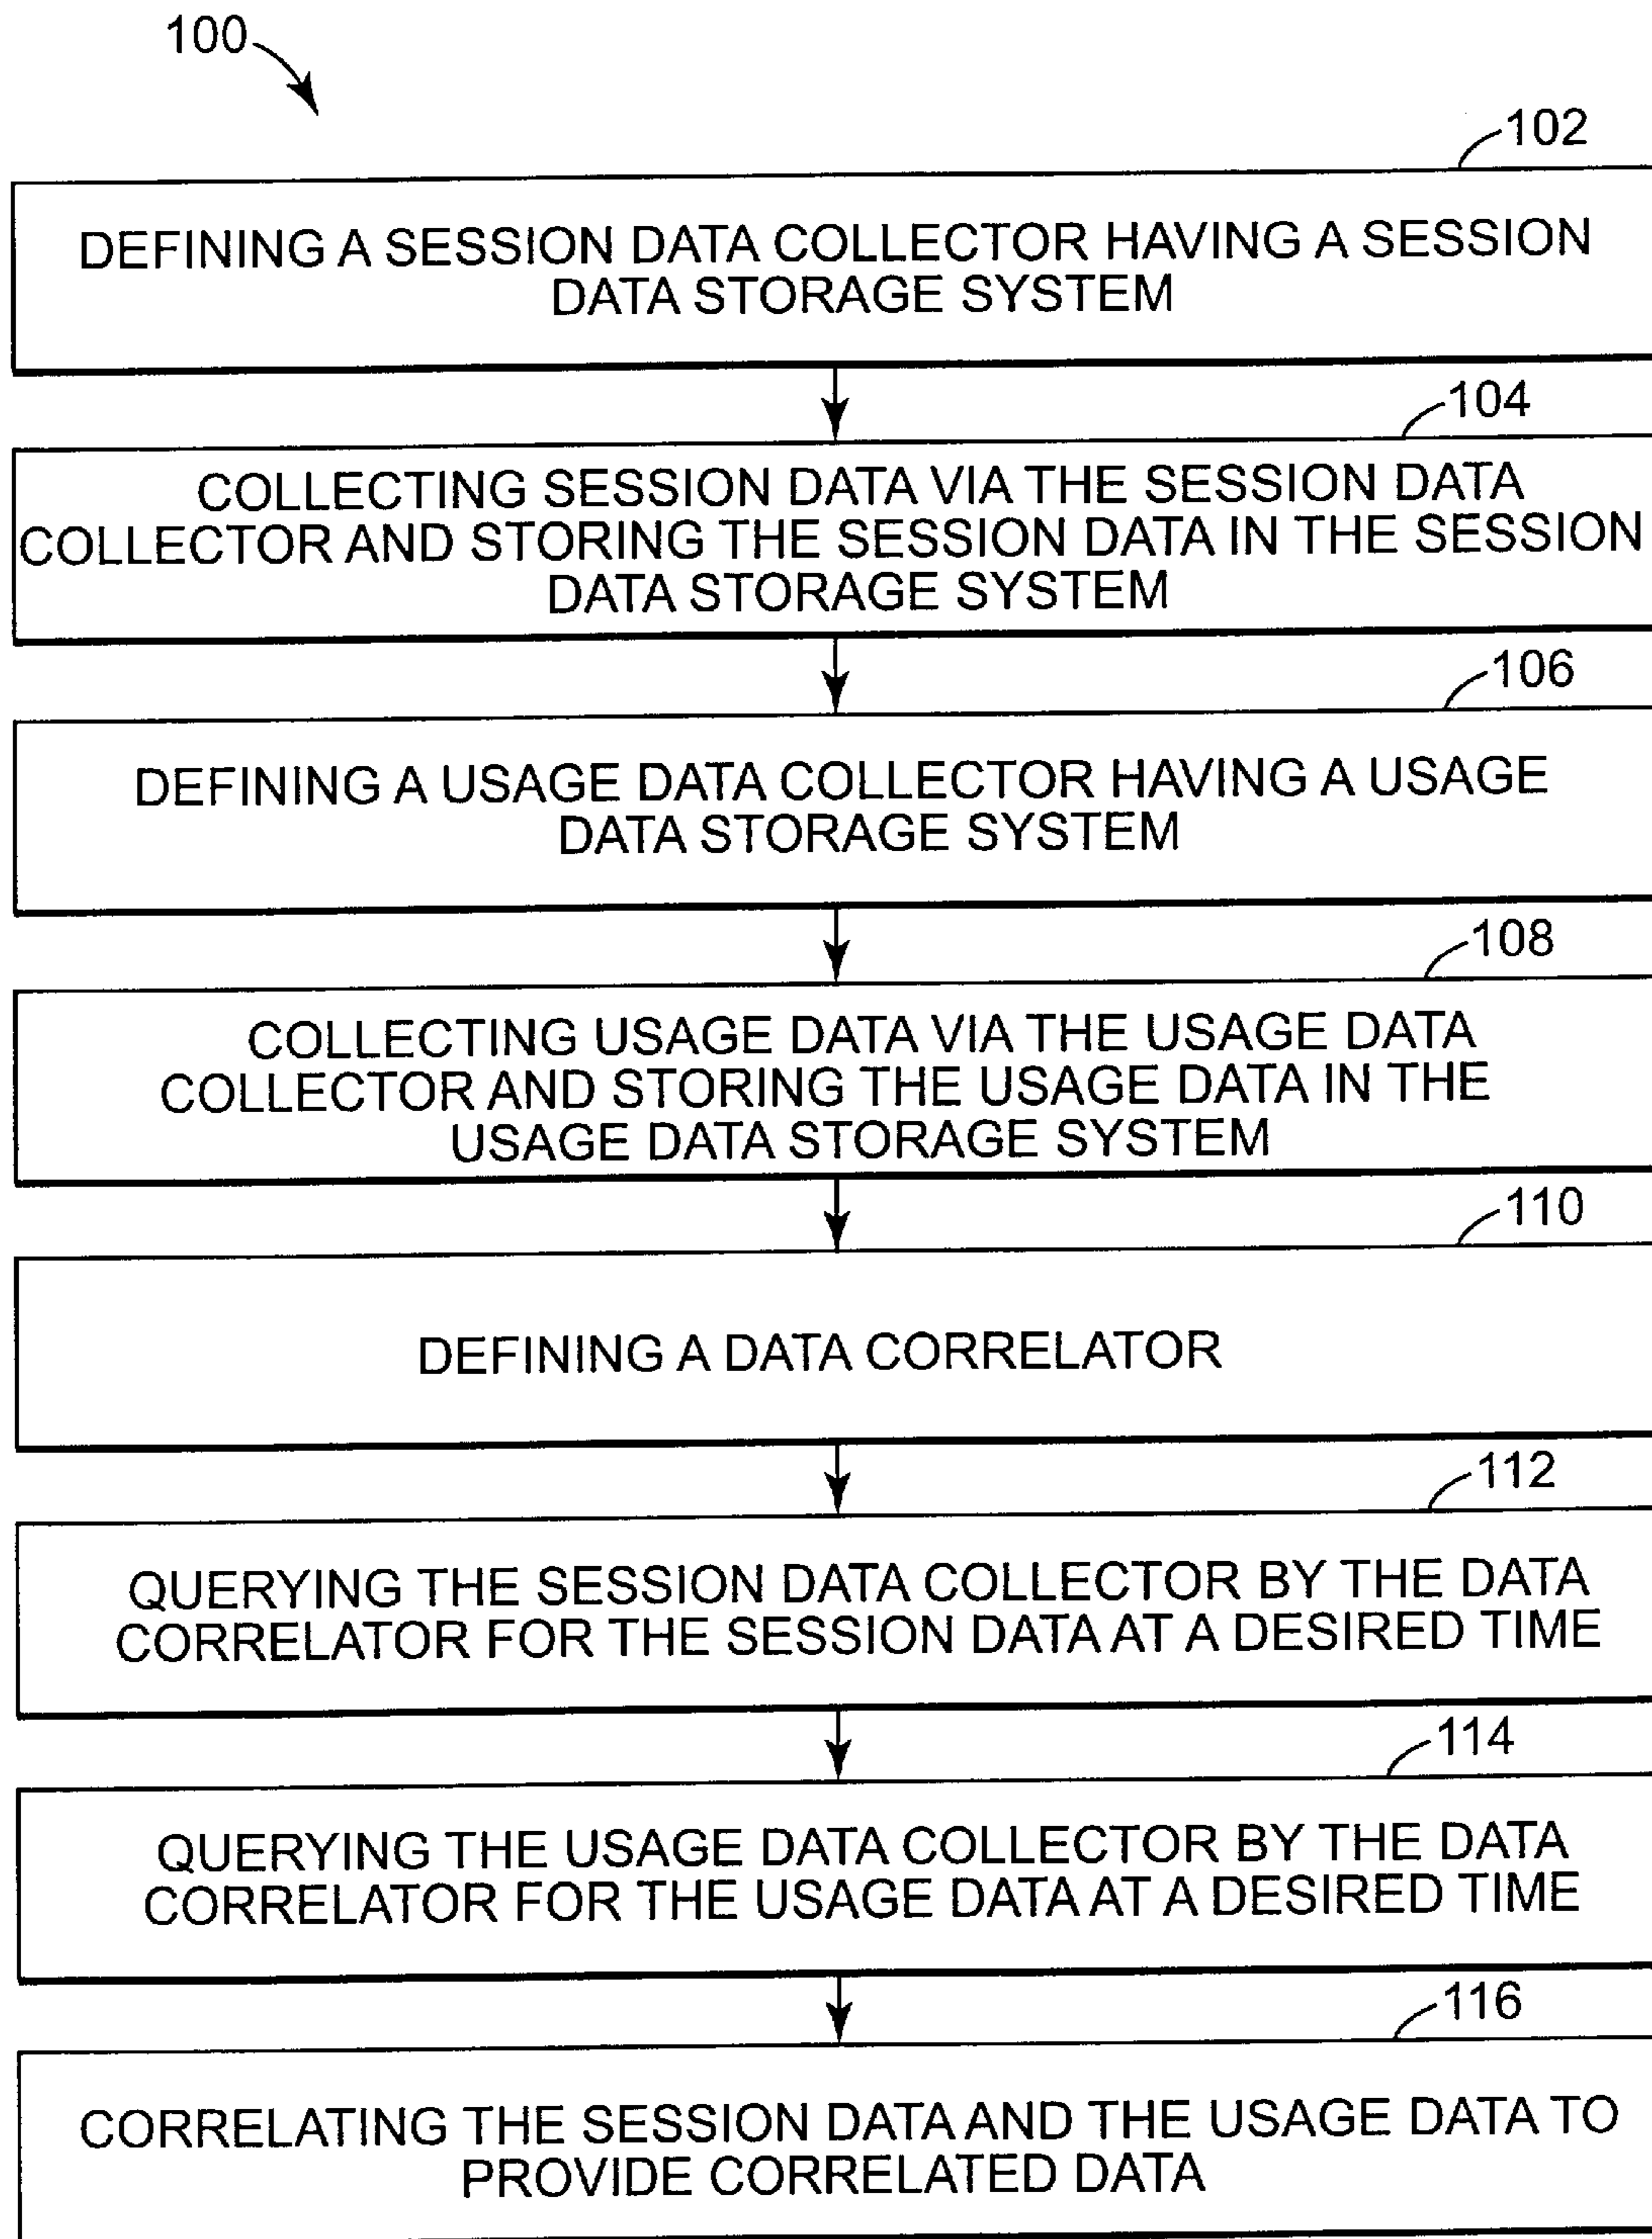 100
102
DEFINING A SESSION DATA COLLECTOR HAVING A SESSION
DATA STORAGE SYSTEM
104
COLLECTING SESSION DATA VIA THE SESSION DATA
COLLECTOR AND STORING THE SESSION DATA IN THE SESSION
DATA STORAGE SYSTEM
106
DEFINING A USAGE DATA COLLECTOR HAVING A USAGE
DATA STORAGE SYSTEM
108
COLLECTING USAGE DATA VIA THE USAGE DATA
COLLECTOR AND STORING THE USAGE DATA IN THE
USAGE DATA STORAGE SYSTEM
110
DEFINING A DATA CORRELATOR
112
QUERYING THE SESSION DATA COLLECTOR BY THE DATA
CORRELATOR FOR THE SESSION DATA AT A DESIRED TIME
114
QUERYING THE USAGE DATA COLLECTOR BY THE DATA
CORRELATOR FOR THE USAGE DATA AT A DESIRED TIME
116
CORRELATING THE SESSION DATA AND THE USAGE DATA TO
PROVIDE CORRELATED DATA